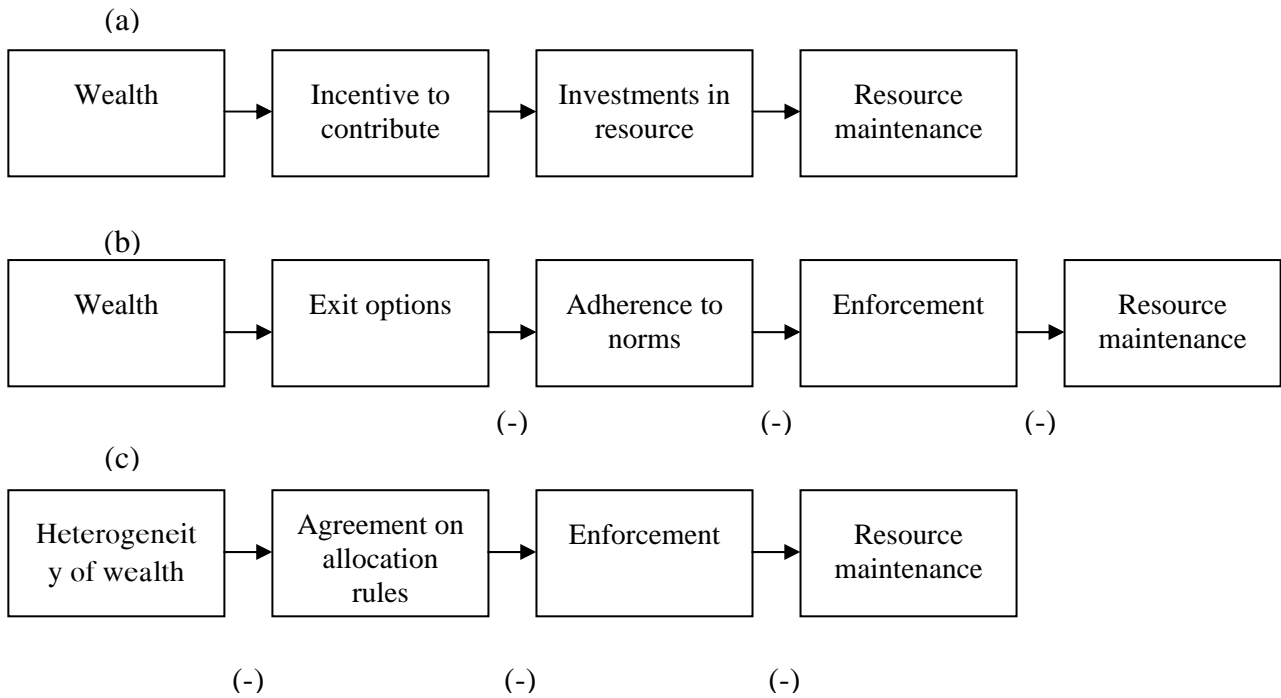 (a)
Wealth
Incentive to
contribute
Investments in
resource
Resource
maintenance
(b)
Wealth
Exit options
Adherence to
norms
Enforcement
Resource
maintenance
(-)
(-)
(-)
(c)
Heterogeneit
y of wealth
Agreement on
allocation
rules
Enforcement
Resource
maintenance
(-)
(-)
(-)